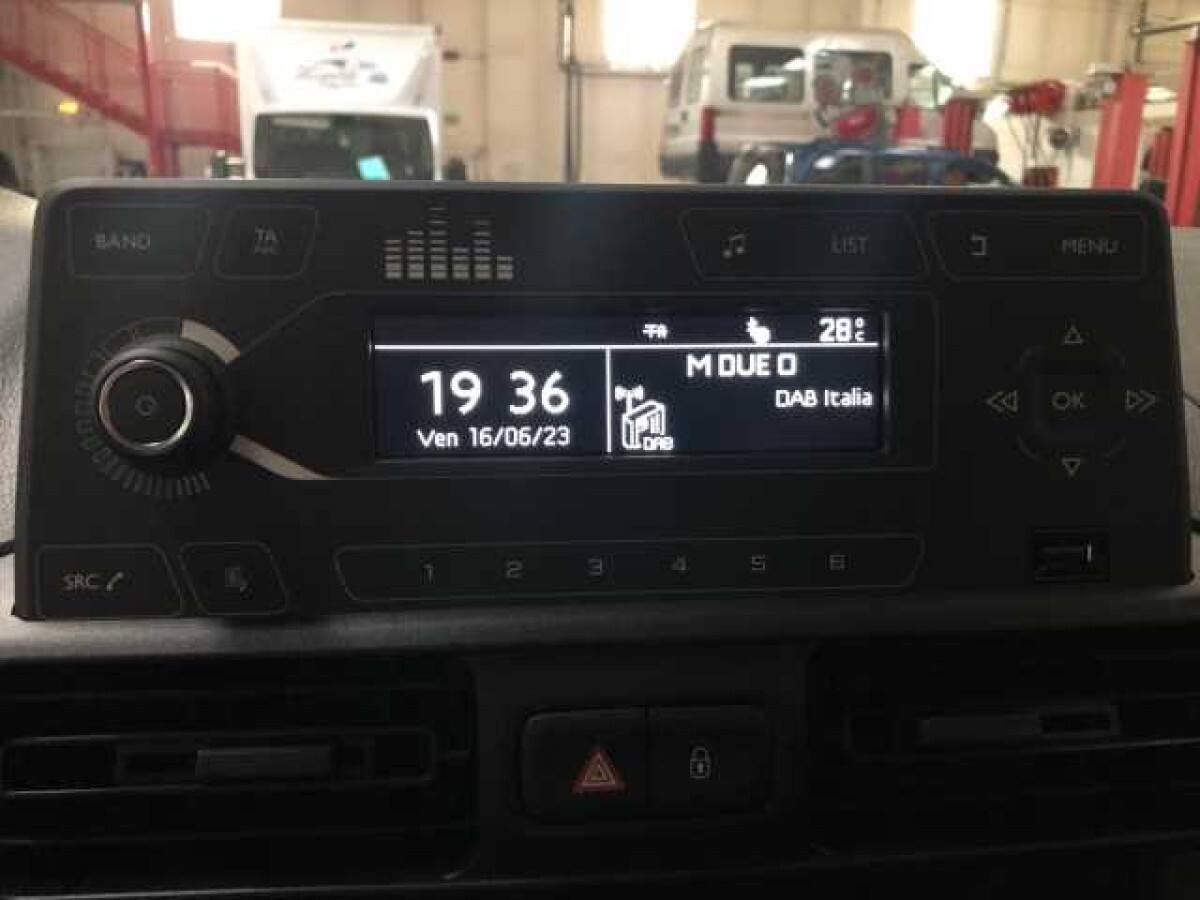 BAND
TA
LIST
MENU
TA
28°C
19 36
Ven 16/06/23
M DUE O
DAB Italia
DAB
OK
SRC
1 2 3 4 5 6